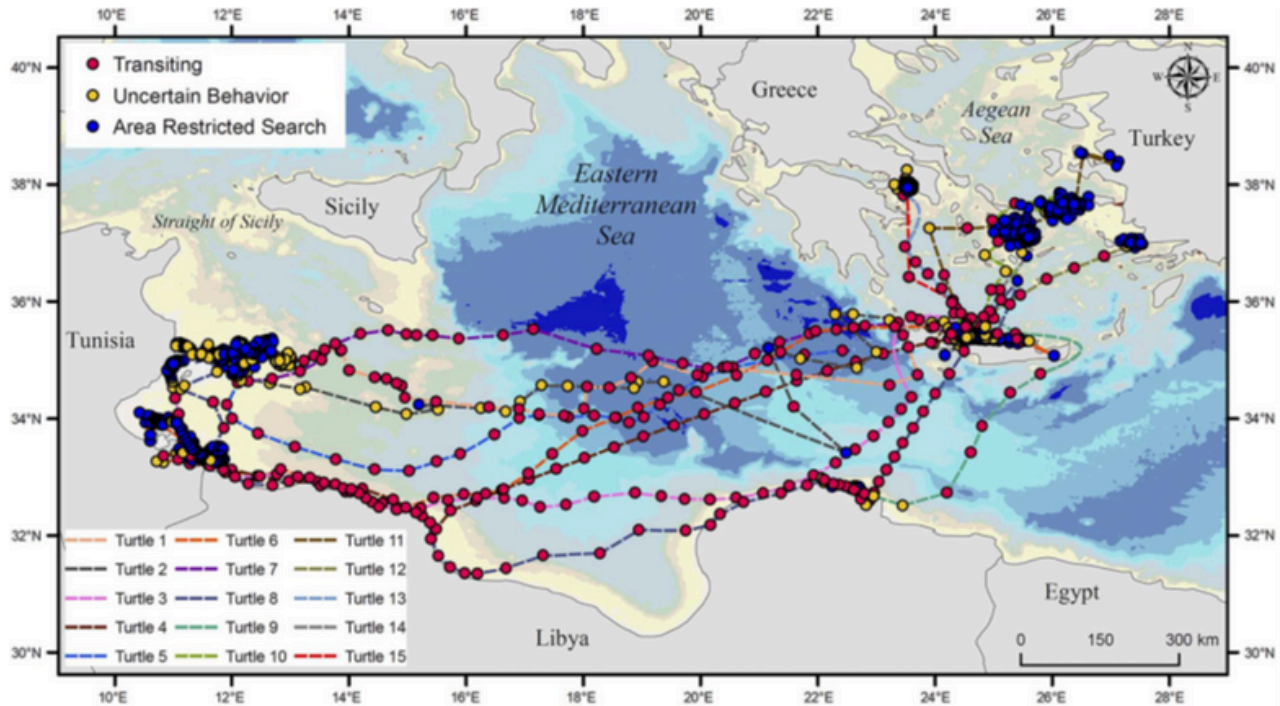 10°E 12°E 14°E 16°E 18°E 20°E 22°E 24°E 26°E 28°E
40°N 40°N
Transiting
Uncertain Behavior
Area Restricted Search
Greece
Aegean
Sea
Turkey
N
W E
S
38°N 38°N
Eastern
Mediterranean
Sea
Straight of Sicily
Sicily
36°N 36°N
Tunisia
34°N 34°N
32°N 32°N
Turtle 1 Turtle 6 Turtle 11
Turtle 2 Turtle 7 Turtle 12
Turtle 3 Turtle 8 Turtle 13
Turtle 4 Turtle 9 Turtle 14
Turtle 5 Turtle 10 Turtle 15
Libya
Egypt
0 150 300 km
30°N 30°N
10°E 12°E 14°E 16°E 18°E 20°E 22°E 24°E 26°E 28°E